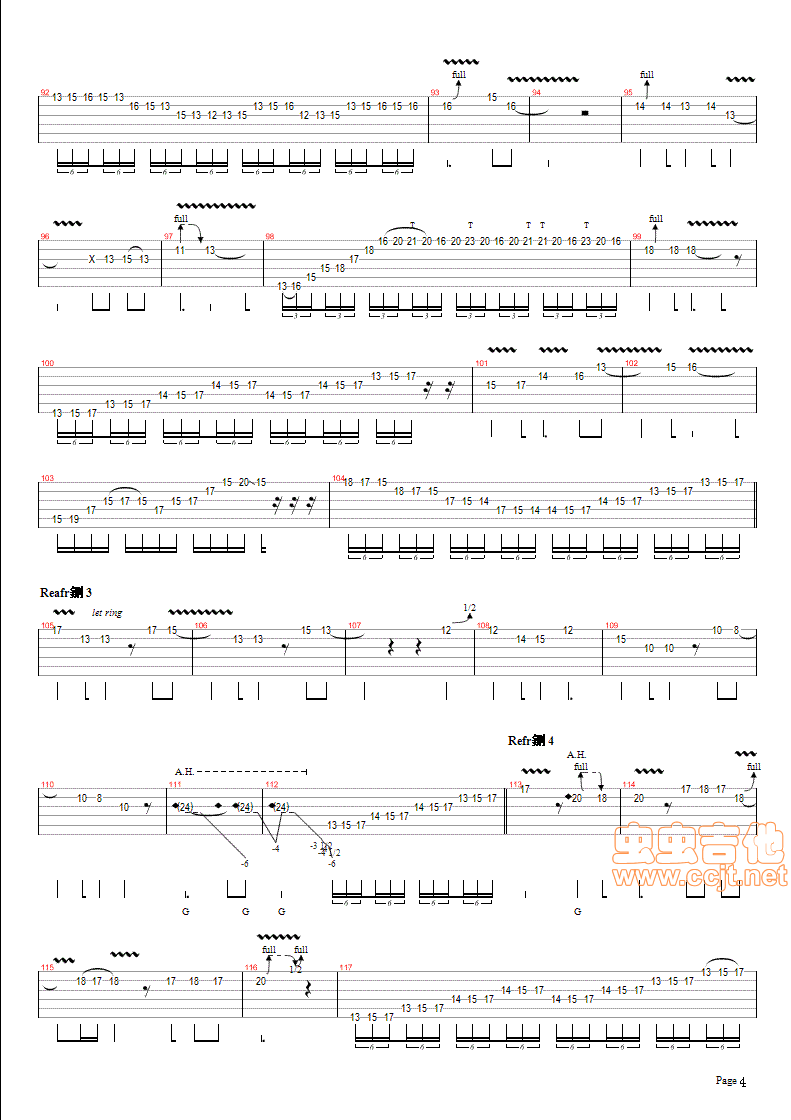 full full
92 93 94 95
13 15 16 15 13 16 15 13 15 13 12 13 15 13 15 16 12 13 15 13 15 16 15 16 16 15 16 14 14 13 14 13
6 6 6 6 6 6 6 6
full T T T T T full
96 97 98 99
X 13 15 13 11 13 13 16 15 15 18 17 18 16 20 21 20 16 20 23 20 16 20 21 21 20 16 23 20 16 18 18 18
3 3 3 3 3 3 3 3
100 101 102
13 15 17 13 15 17 14 15 17 14 15 17 14 15 17 14 15 17 14 15 17 13 15 17 15 17 14 16 13 15 16
6 6 6 6 6 6 6
103 104
15 19 17 15 17 15 17 15 17 17 15 20 15 18 17 15 18 17 15 17 15 14 17 15 14 14 15 17 14 15 17 13 15 17 13 15 17
6 6 6 6 6 6 6 6
Reafr鋼 3
let ring 1/2
105 106 107 108 109
17 13 13 17 15 13 13 15 13 12 12 14 15 12 15 10 10 10 8
Refr鋼 4
A.H. A.H.
full full
110 111 112 113 114
10 8 10 (24) (24) (24) 13 15 17 14 15 17 14 15 17 13 15 17 17 20 18 20 17 18 17 18
-6 -4 -3 1/2 -4 1/2 -6
6 6 6 6
G G G G
虫虫吉他
www.ccjt.net
full full
1/2
115 116 117
18 17 18 17 18 17 20 13 15 17 13 15 17 14 15 17 14 15 17 14 15 17 14 15 17 13 15 17 13 15 17
6 6 6 6 6 6 6 6
Page 4